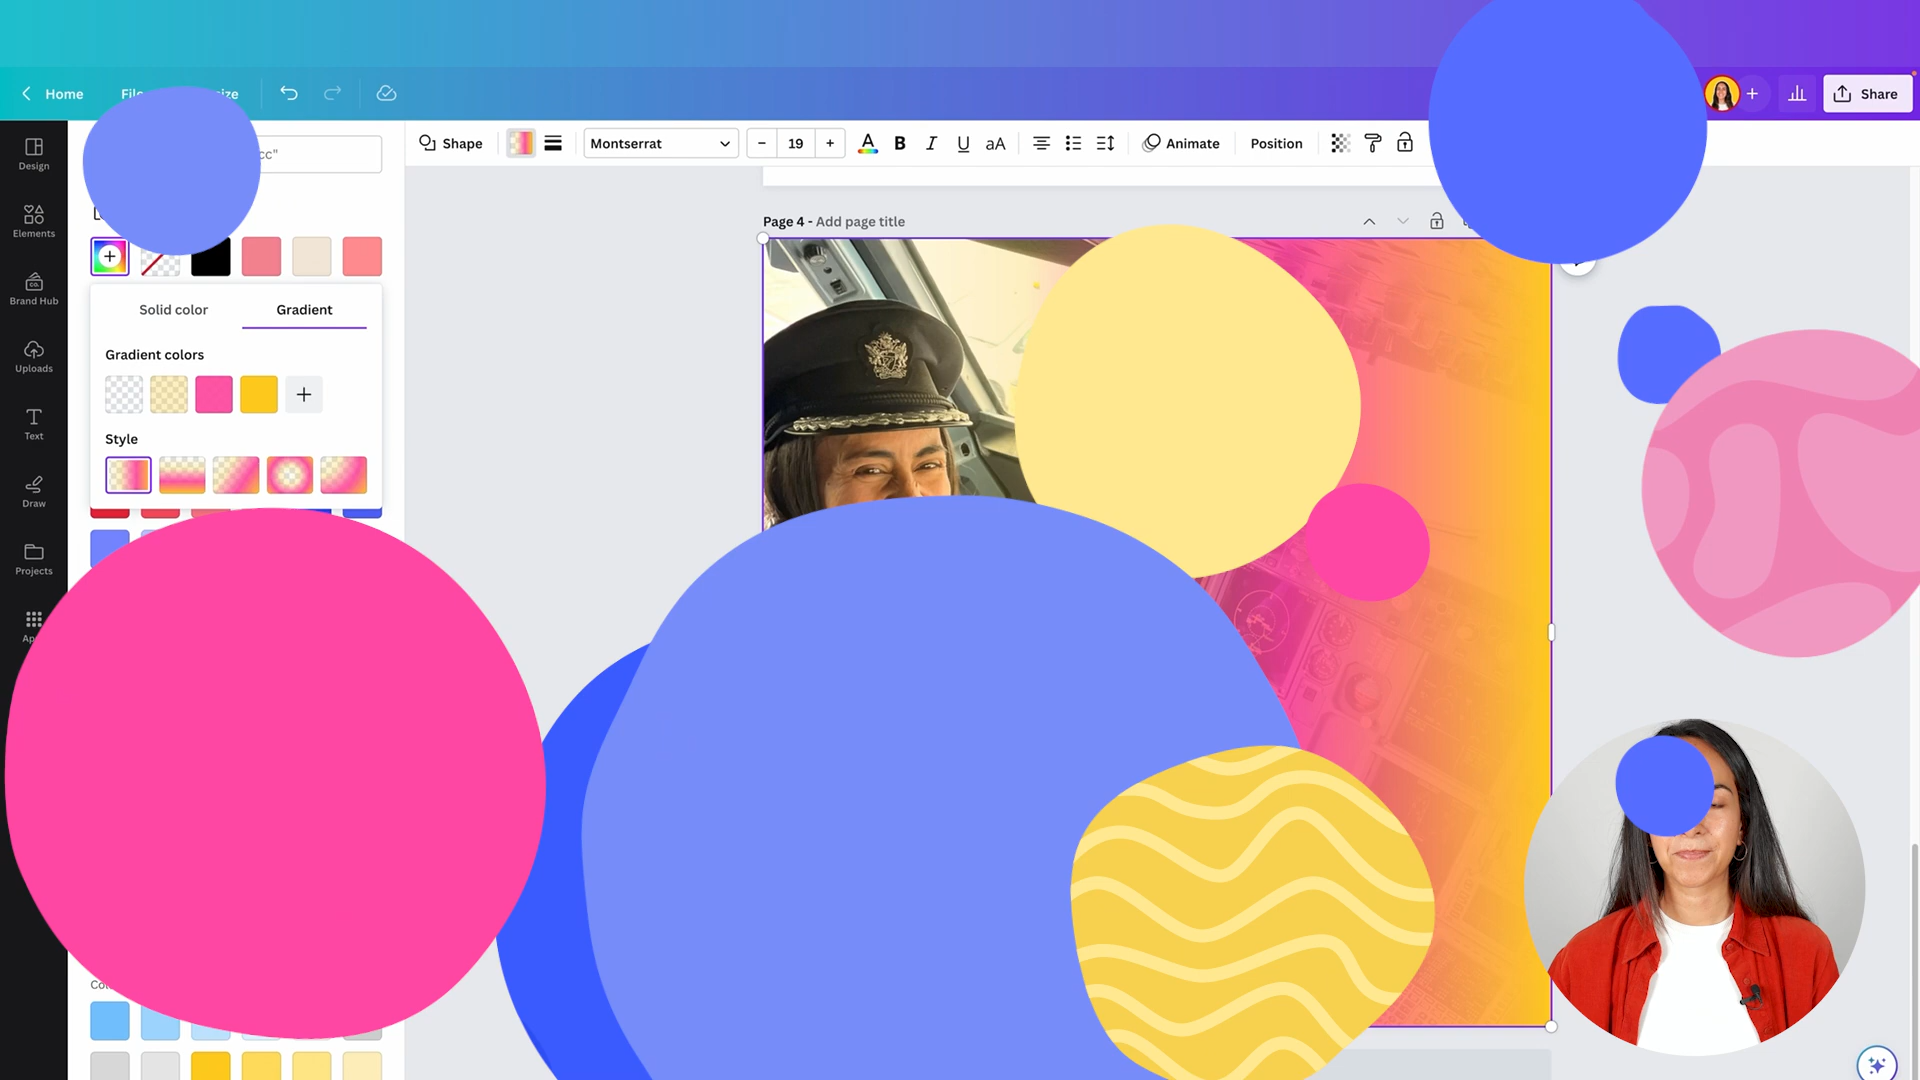 Home
Share
Design
Elements
Brand Hub
Uploads
Text
Draw
Projects
Shape
Montserrat
19
aA
Animate
Position
Page 4 - Add page title
Solid color
Gradient
Gradient colors
Style